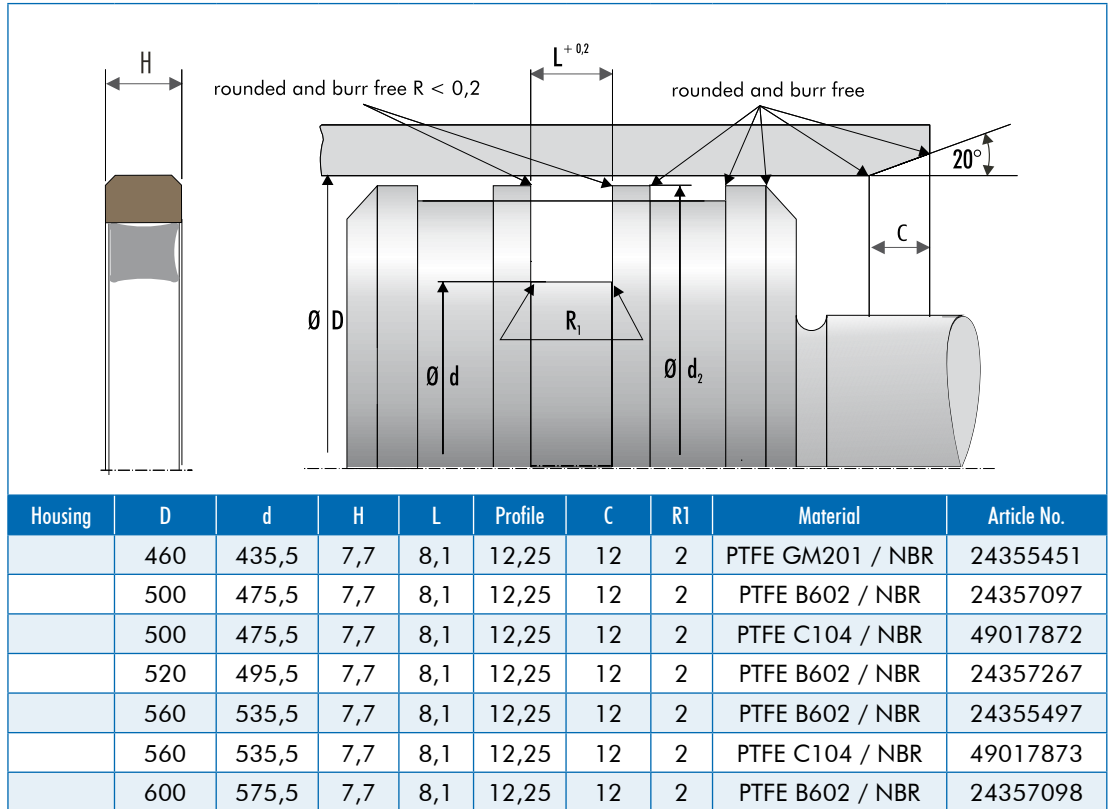 H
L + 0,2
rounded and burr free R < 0,2
rounded and burr free
20°
C
Ø D
R1
Ø d
Ø d2
Housing D d H L Profile C R1 Material Article No.
460 435,5 7,7 8,1 12,25 12 2 PTFE GM201 / NBR 24355451
500 475,5 7,7 8,1 12,25 12 2 PTFE B602 / NBR 24357097
500 475,5 7,7 8,1 12,25 12 2 PTFE C104 / NBR 49017872
520 495,5 7,7 8,1 12,25 12 2 PTFE B602 / NBR 24357267
560 535,5 7,7 8,1 12,25 12 2 PTFE B602 / NBR 24355497
560 535,5 7,7 8,1 12,25 12 2 PTFE C104 / NBR 49017873
600 575,5 7,7 8,1 12,25 12 2 PTFE B602 / NBR 24357098